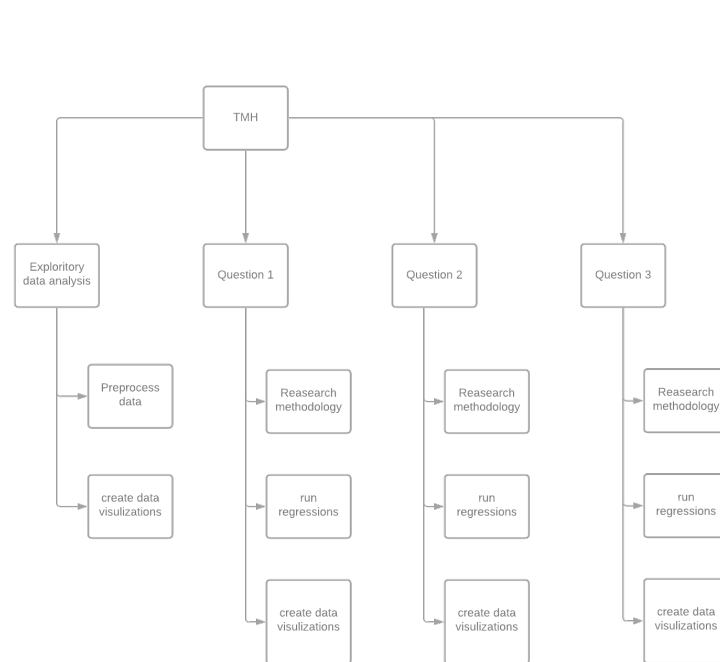 TMH
Exploritory
data analysis
Question 1
Question 2
Question 3
Preprocess
data
Reasearch
methodology
Reasearch
methodology
Reasearch
methodology
create data
visulizations
run
regressions
run
regressions
run
regressions
create data
visulizations
create data
visulizations
create data
visulizations